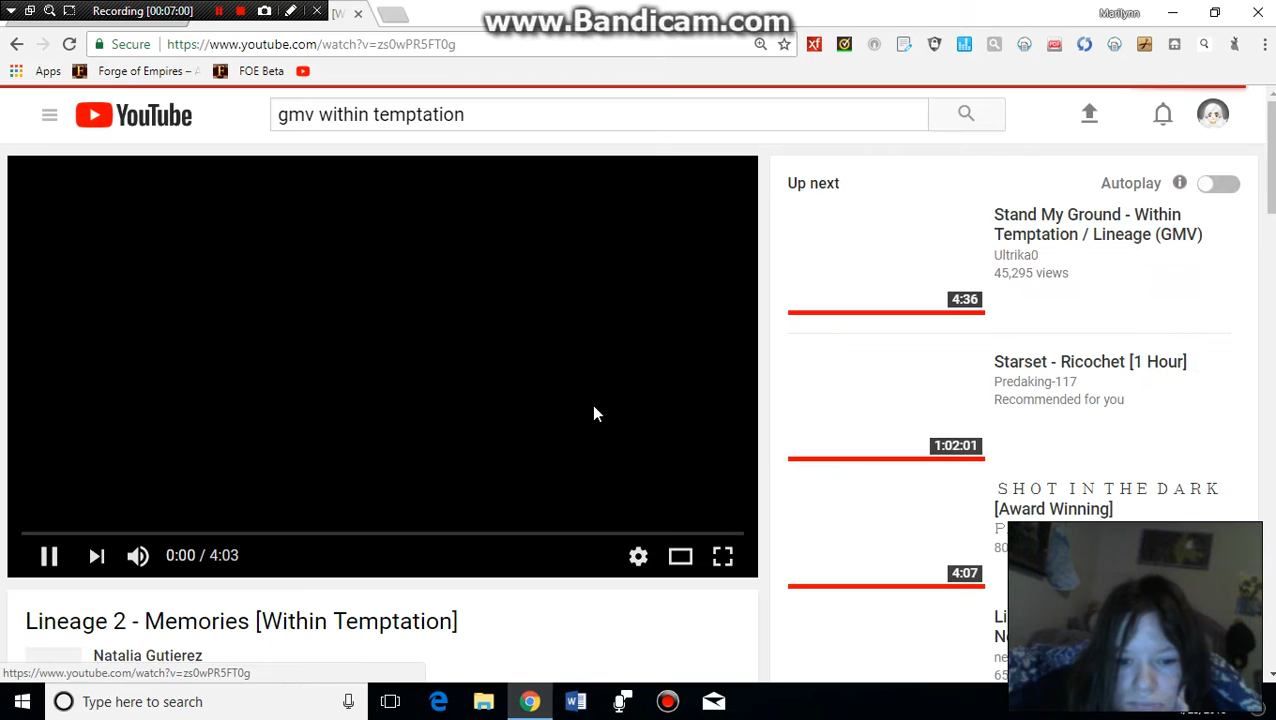 Recording [00:07:00]
[W
www.Bandicam.com
Marilynn
Secure https://www.youtube.com/watch?v=zs0wPR5FT0g
Apps Forge of Empires – FOE Beta
YouTube
gmv within temptation
Up next Autoplay
Stand My Ground - Within
Temptation / Lineage (GMV)
Ultrika0
45,295 views
4:36
Starset - Ricochet [1 Hour]
Predaking-117
Recommended for you
1:02:01
S H O T I N T H E D A R K
[Award Winning]
P
80
4:07
Li
N
ne
65
0:00 / 4:03
Lineage 2 - Memories [Within Temptation]
Natalia Gutierez
https://www.youtube.com/watch?v=zs0wPR5FT0g
Type here to search